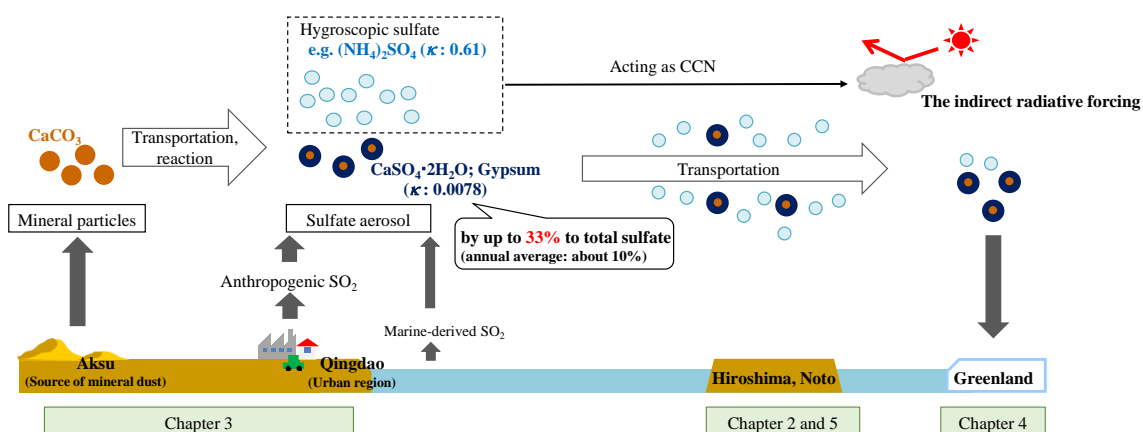 Hygroscopic sulfate
e.g. (NH₄)₂SO₄ (κ: 0.61)
Acting as CCN
The indirect radiative forcing
CaCO₃
Transportation,
reaction
CaSO₄•2H₂O; Gypsum
(κ: 0.0078)
Transportation
Mineral particles
Sulfate aerosol
by up to 33% to total sulfate
(annual average: about 10%)
Anthropogenic SO₂
Marine-derived SO₂
Aksu
(Source of mineral dust)
Qingdao
(Urban region)
Hiroshima, Noto
Greenland
Chapter 3
Chapter 2 and 5
Chapter 4